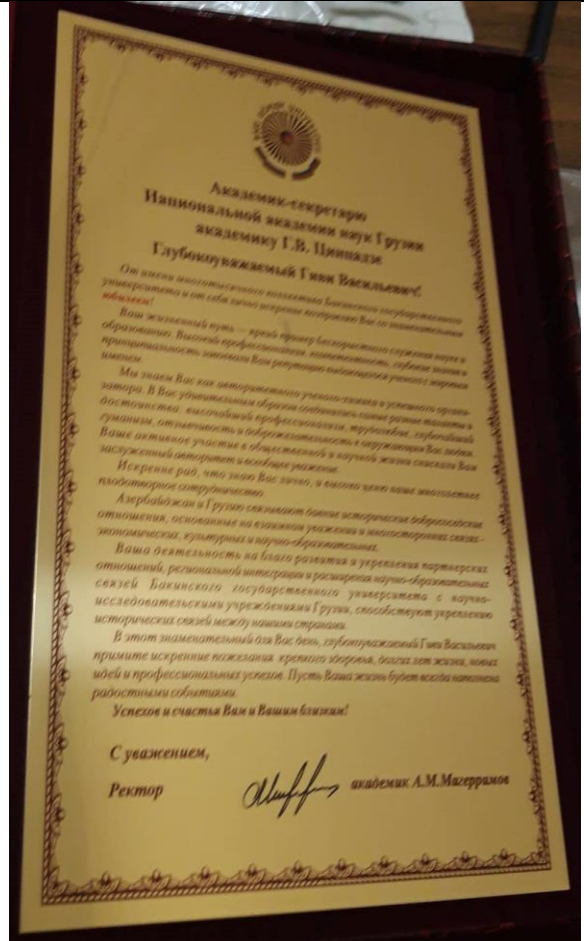 Академик-секретарю
Национальной академии наук Грузии
академику Г.В. Цинцадзе
Глубокоуважаемый Гиви Васильевич!
От имени многотысячного коллектива Бакинского государственного
университета и от себя лично искренне поздравляю Вас со знаменательным
юбилеем!
Ваш жизненный путь — яркий пример бескорыстного служения науке и
образованию. Высокий профессионализм, компетентность, глубокие знания и
принципиальность завоевали Вам репутацию выдающегося ученого с мировым
именем.
Мы знаем Вас как авторитетного ученого-химика и успешного органи-
затора. В Вас удивительным образом соединились самые разные таланты и
достоинства: высочайший профессионализм, трудолюбие, глубочайший
гуманизм, отзывчивость и доброжелательность к окружающим Вас людям.
Ваше активное участие в общественной и научной жизни снискали Вам
заслуженный авторитет и всеобщее уважение.
Искренне рад, что знаю Вас лично, и высоко ценю наше многолетнее
плодотворное сотрудничество.
Азербайджан и Грузию связывают давние исторические добрососедские
отношения, основанные на взаимном уважении и многосторонних связях-
экономических, культурных и научно-образовательных.
Ваша деятельность на благо развития и укрепления партнерских
отношений, региональной интеграции и расширения научно-образовательных
связей Бакинского государственного университета с научно-
исследовательскими учреждениями Грузии, способствуют укреплению
исторических связей между нашими странами.
В этот знаменательный для Вас день, глубокоуважаемый Гиви Васильевич
примите искренние пожелания крепкого здоровья, долгих лет жизни, новых
идей и профессиональных успехов. Пусть Ваша жизнь будет всегда наполнена
радостными событиями.
Успехов и счастья Вам и Вашим близким!
С уважением,
Ректор
академик А.М.Магеррамов